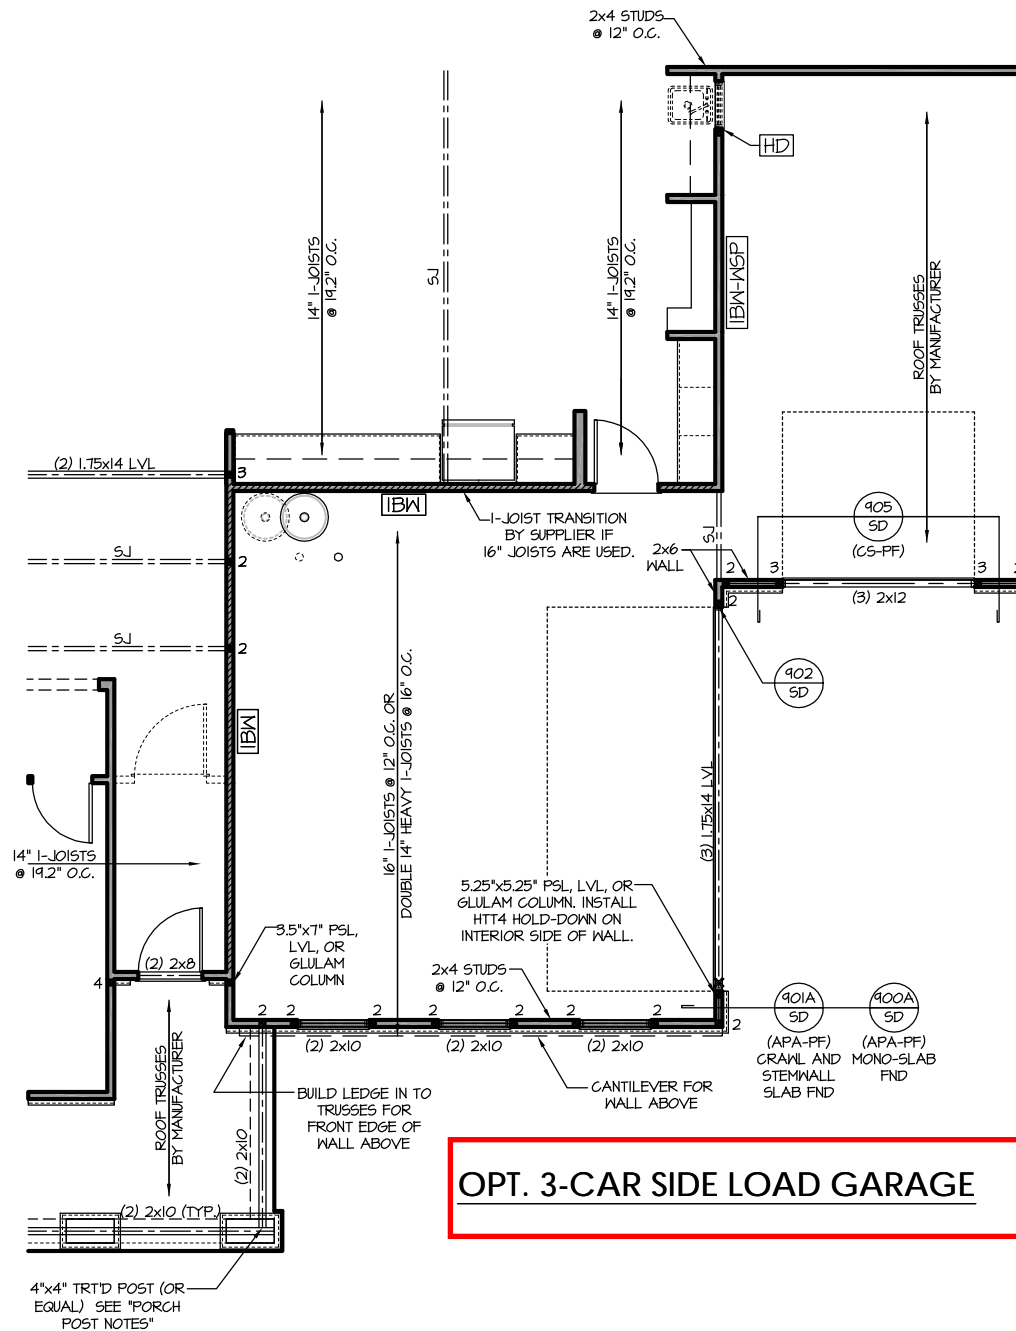 2x4 STUDS
@ 12" O.C.
HD
14" I-JOISTS
@ 19.2" O.C.
SJ
14" I-JOISTS
@ 19.2" O.C.
IBW-WSP
ROOF TRUSSES
BY MANUFACTURER
(2) 1.75x14 LVL
3
IBW
I-JOIST TRANSITION
BY SUPPLIER IF
16" JOISTS ARE USED.
SJ
905
SD
(CS-PF)
2x6
WALL
2
3
3
2
2
(3) 2x12
SJ
2
SJ
2
902
SD
IBW
16" I-JOISTS @ 12" O.C. OR
DOUBLE 14" HEAVY I-JOISTS @ 16" O.C.
(3) 1.75x14 LVL
14" I-JOISTS
@ 19.2" O.C.
5.25"x5.25" PSL, LVL, OR
GLULAM COLUMN. INSTALL
HTT4 HOLD-DOWN ON
INTERIOR SIDE OF WALL.
3.5"x7" PSL,
LVL, OR
GLULAM
COLUMN
(2) 2x8
4
2x4 STUDS
@ 12" O.C.
2
2
2
2
2
2
2
(2) 2x10
(2) 2x10
(2) 2x10
901A
SD
(APA-PF)
CRAWL AND
STEMWALL
SLAB FND
900A
SD
(APA-PF)
MONO-SLAB
FND
ROOF TRUSSES
BY MANUFACTURER
BUILD LEDGE IN TO
TRUSSES FOR
FRONT EDGE OF
WALL ABOVE
CANTILEVER FOR
WALL ABOVE
(2) 2x10
OPT. 3-CAR SIDE LOAD GARAGE
(2) 2x10 (TYP.)
4"x4" TRT'D POST (OR
EQUAL) SEE "PORCH
POST NOTES"